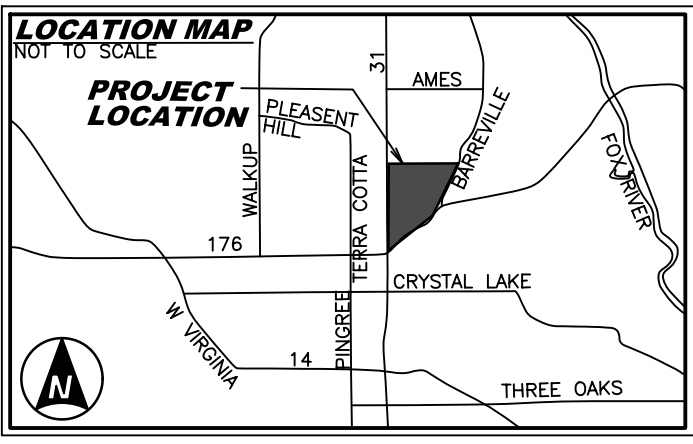 LOCATION MAP
NOT TO SCALE
PROJECT
LOCATION
31
AMES
PLEASENT
HILL
BARREVILLE
WALKUP
TERRA COTTA
FOX RIVER
176
CRYSTAL LAKE
W VIRGINIA
PINGREE
14
THREE OAKS
N